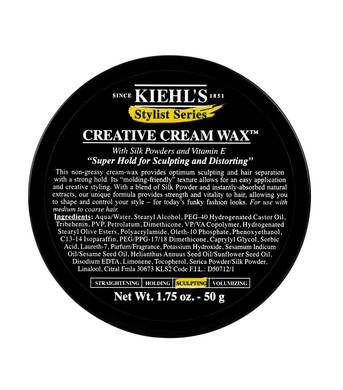 SINCE KIEHL'S 1851
Stylist Series
CREATIVE CREAM WAX™
With Silk Powders and Vitamin E
"Super Hold for Sculpting and Distorting"
This non-greasy cream-wax provides optimum sculpting and hair separation
with a strong hold. Its "molding-friendly" texture allows for an easy application
and creative styling. With a blend of Silk Powder and instantly-absorbed natural
extracts, our unique formula provides strength and vitality to hair, allowing you
to shape and control your style – for today's funky fashion looks. For use with
medium to coarse hair.
Ingredients: Aqua/Water, Stearyl Alcohol, PEG-40 Hydrogenated Castor Oil,
Tribehenin, PVP, Petrolatum, Dimethicone, VP/VA Copolymer, Hydrogenated
Stearyl Olive Esters, Polyacrylamide, Oleth-10 Phosphate, Phenoxyethanol,
C13-14 Isoparaffin, PEG/PPG-17/18 Dimethicone, Caprylyl Glycol, Sorbic
Acid, Laureth-7, Parfum/Fragrance, Potassium Hydroxide, Sesamum Indicum
Oil/Sesame Seed Oil, Helianthus Annuus Seed Oil/Sunflower Seed Oil,
Disodium EDTA, Limonene, Tocopherol, Serica Powder/Silk Powder,
Linalool, Citral Fmla 30673 KLS2 Code F.I.L.: D50712/1
STRAIGHTENING HOLDING SCULPTING VOLUMIZING
Net Wt. 1.75 oz. - 50 g